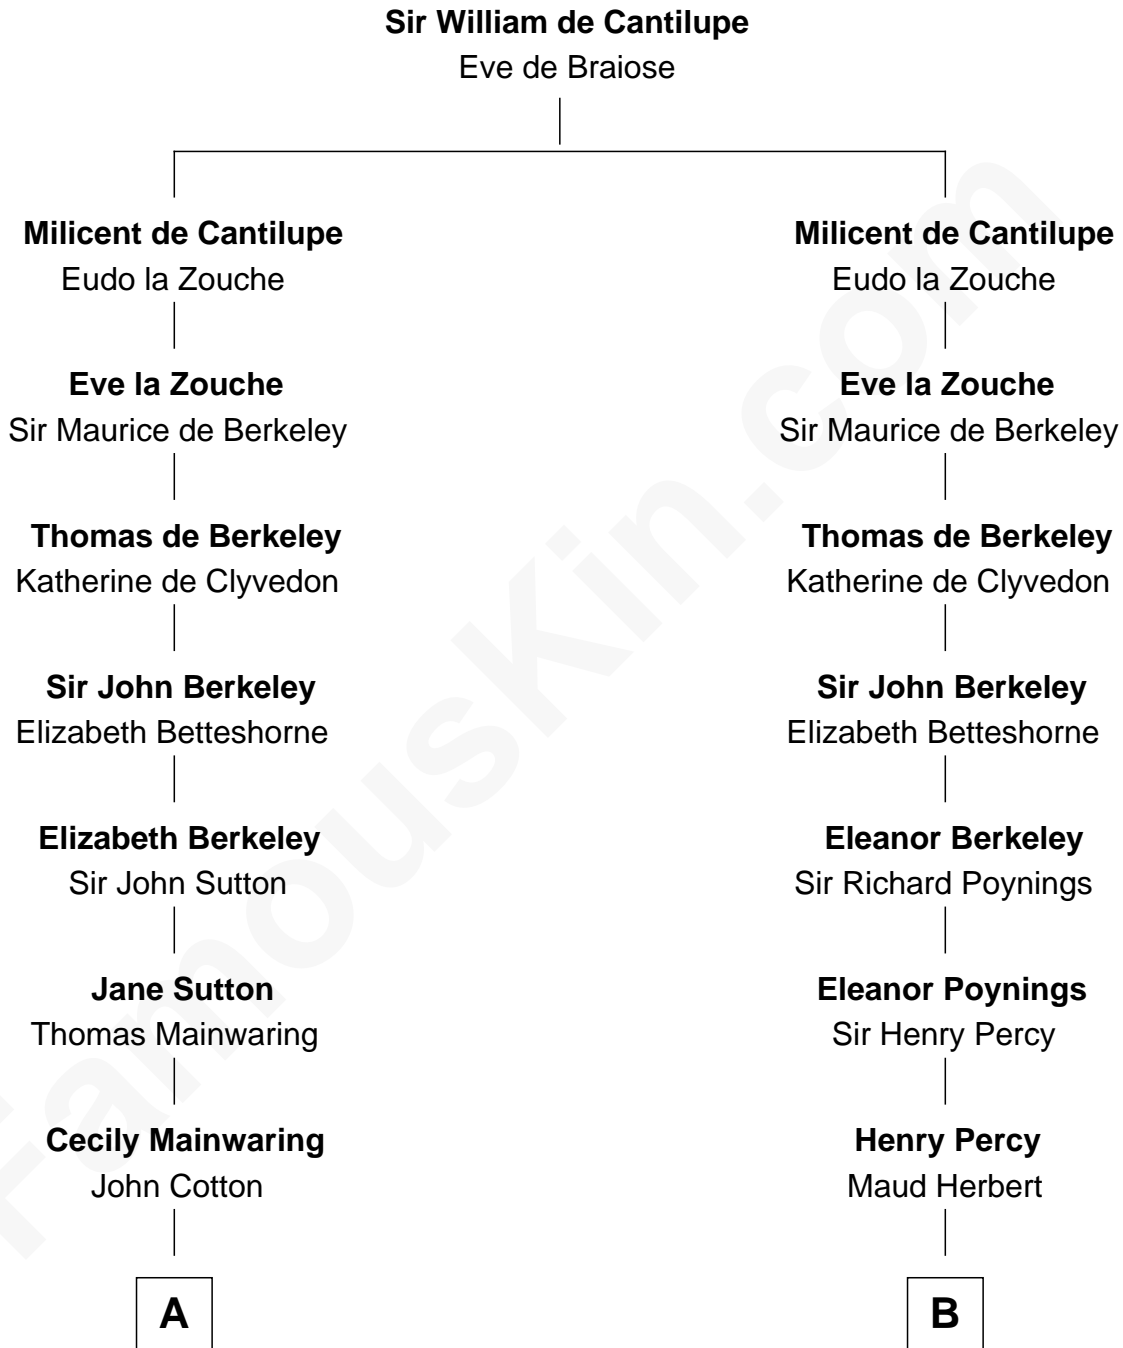 Sir William de Cantilupe
Eve de Braiose
Milicent de Cantilupe
Eudo la Zouche
Eve la Zouche
Sir Maurice de Berkeley
Thomas de Berkeley
Katherine de Clyvedon
Sir John Berkeley
Elizabeth Betteshorne
Elizabeth Berkeley
Sir John Sutton
Jane Sutton
Thomas Mainwaring
Cecily Mainwaring
John Cotton
A
Milicent de Cantilupe
Eudo la Zouche
Eve la Zouche
Sir Maurice de Berkeley
Thomas de Berkeley
Katherine de Clyvedon
Sir John Berkeley
Elizabeth Betteshorne
Eleanor Berkeley
Sir Richard Poynings
Eleanor Poynings
Sir Henry Percy
Henry Percy
Maud Herbert
B
FamousKin.com